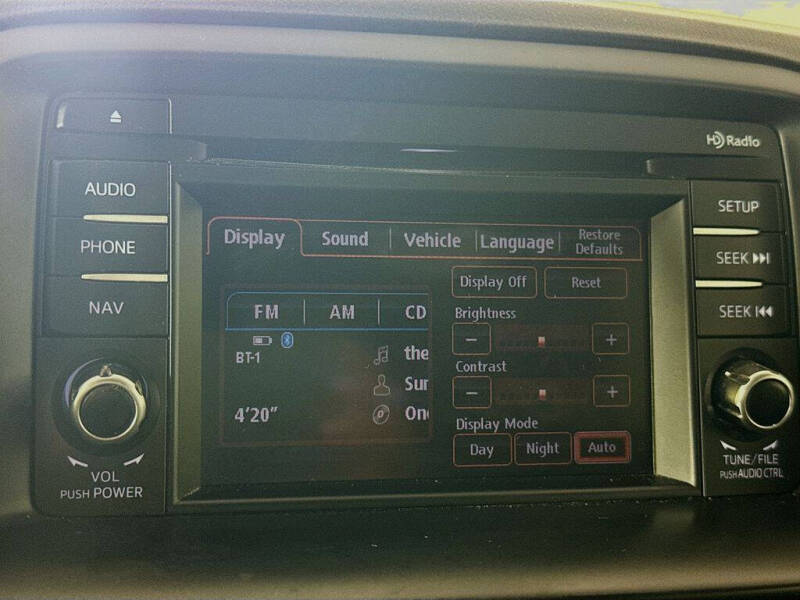 HD Radio
AUDIO
PHONE
NAV
VOL
PUSH POWER
Display Sound Vehicle Language Restore Defaults
Display Off Reset
FM AM CD
Brightness
− +
BT-1
the
Contrast
Sur
− +
4'20" One
Display Mode
Day Night Auto
SETUP
SEEK
SEEK
TUNE/FILE
PUSH AUDIO CTRL